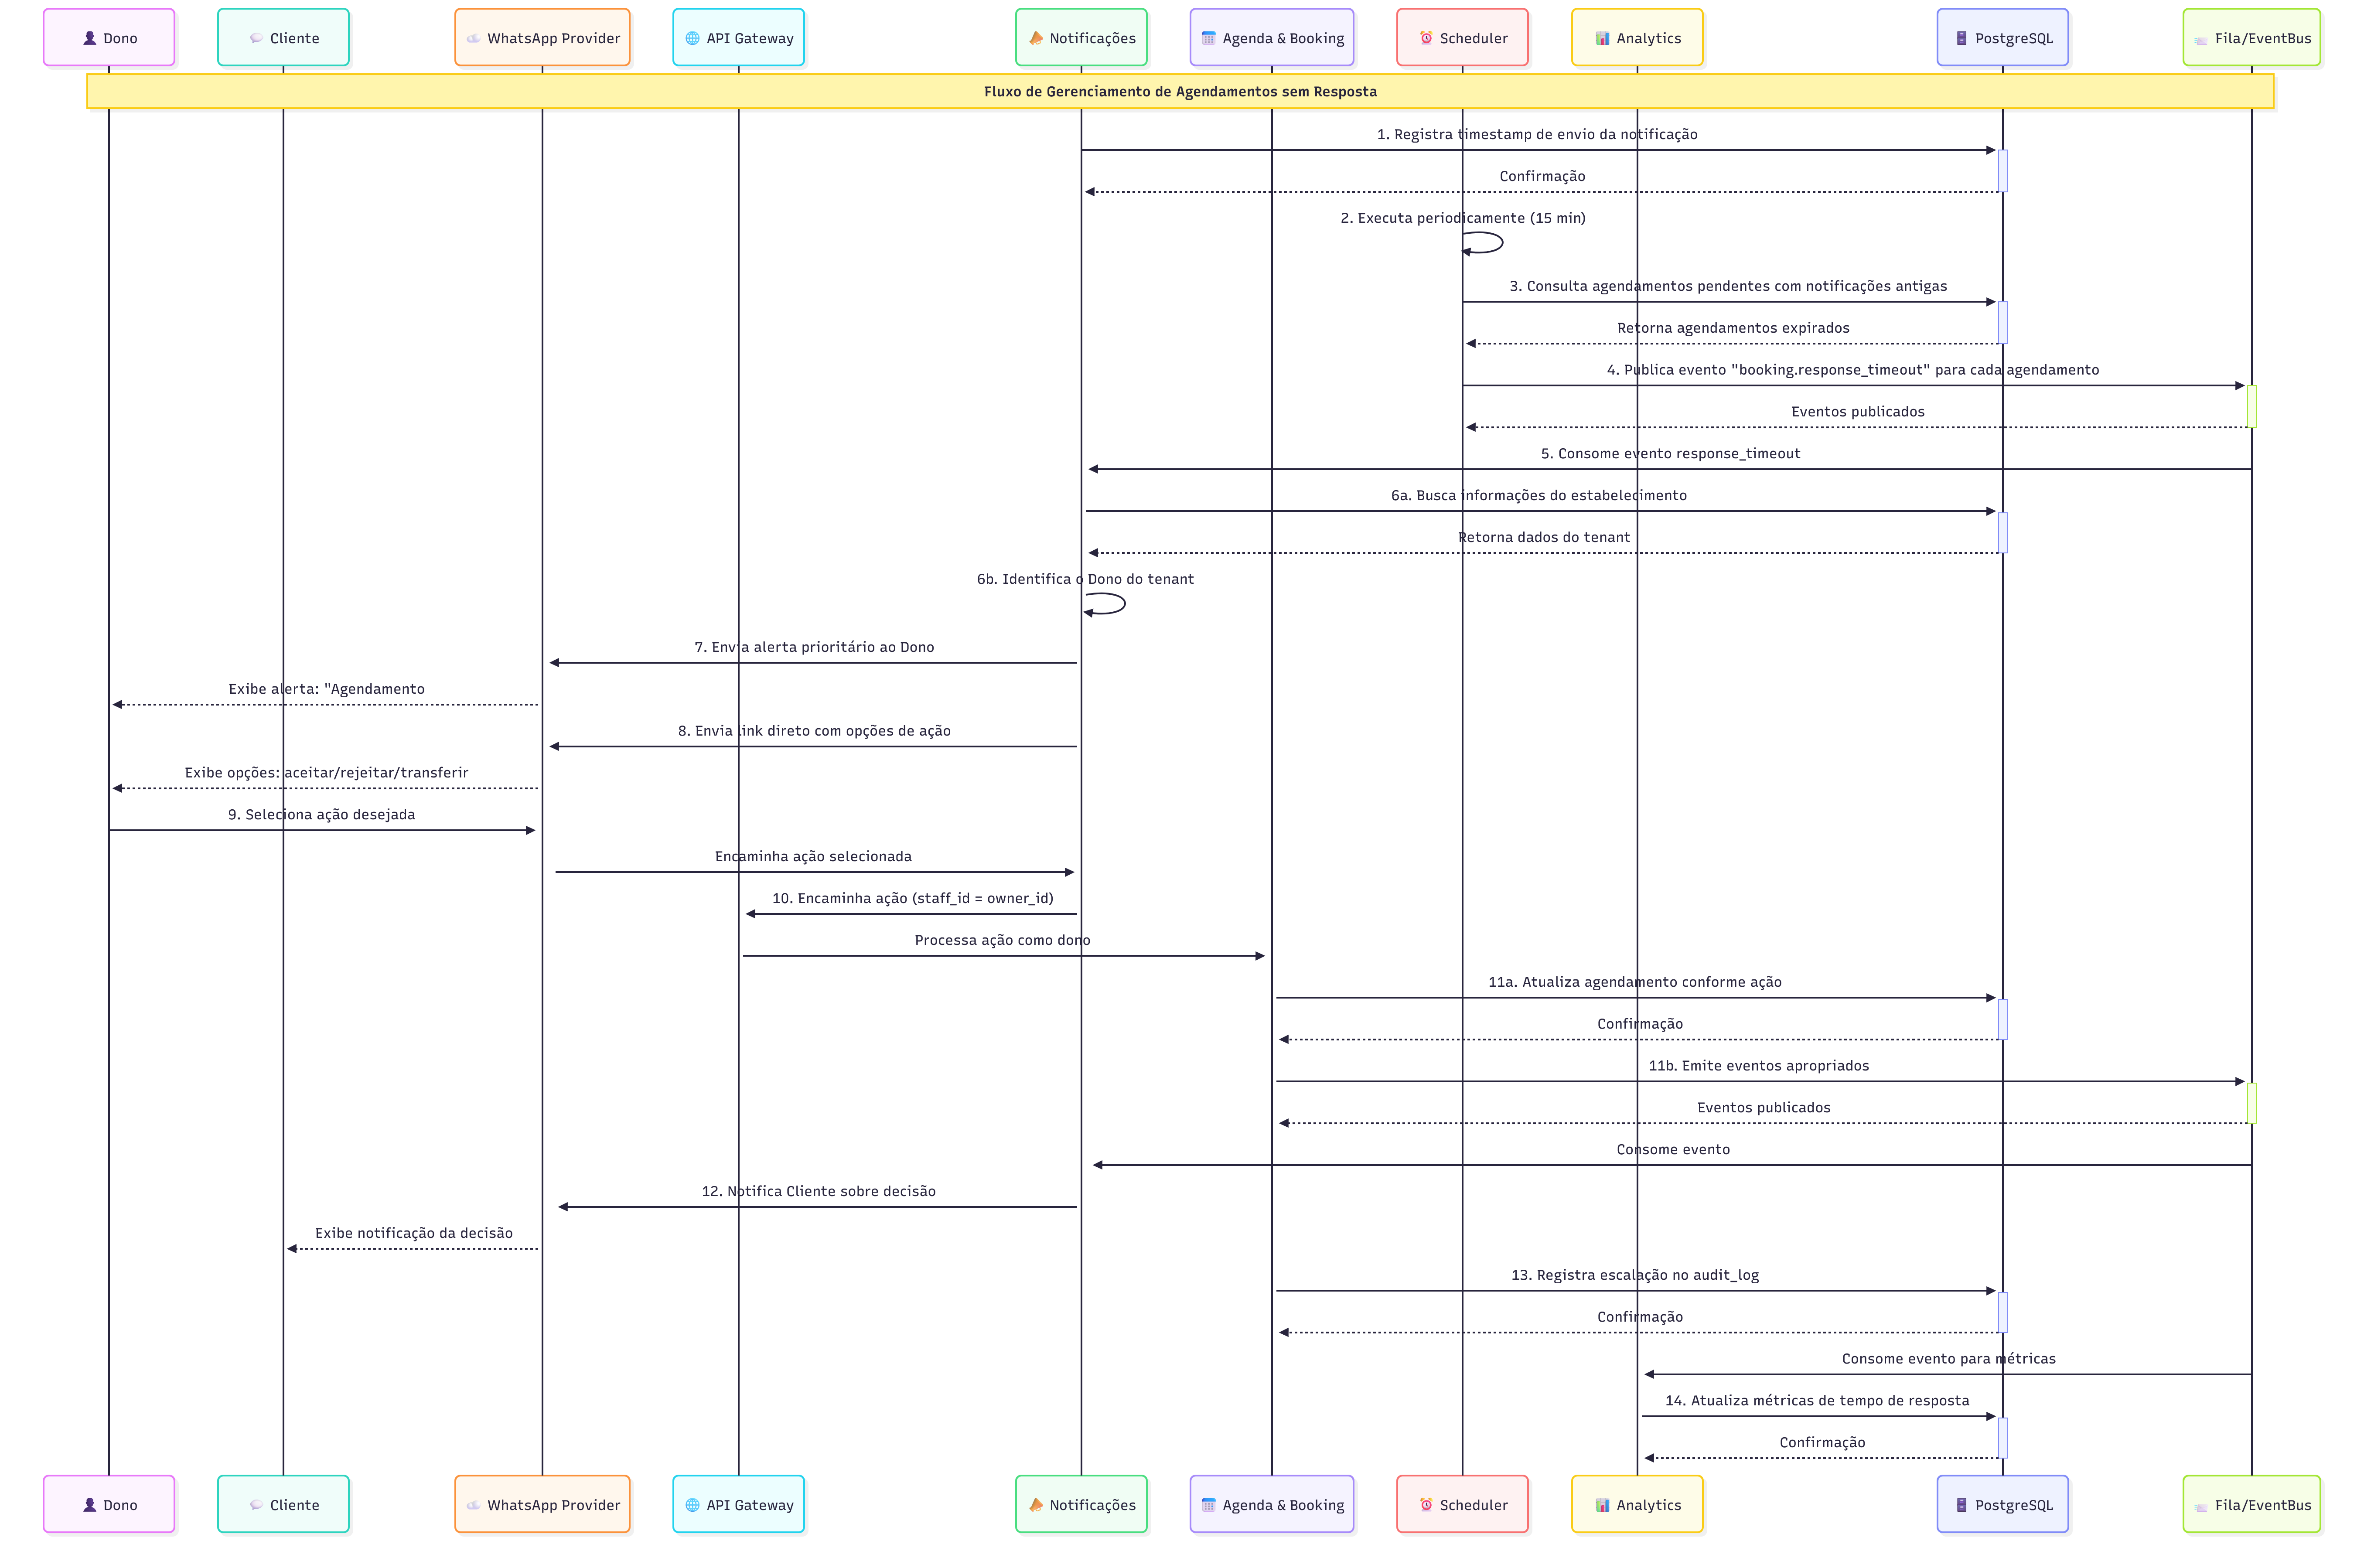 Dono
Cliente
WhatsApp Provider
API Gateway
Notificações
Agenda & Booking
Scheduler
Analytics
PostgreSQL
Fila/EventBus
Fluxo de Gerenciamento de Agendamentos sem Resposta
1. Registra timestamp de envio da notificação
Confirmação
2. Executa periodicamente (15 min)
3. Consulta agendamentos pendentes com notificações antigas
Retorna agendamentos expirados
4. Publica evento "booking.response_timeout" para cada agendamento
Eventos publicados
5. Consome evento response_timeout
6a. Busca informações do estabelecimento
Retorna dados do tenant
6b. Identifica o Dono do tenant
7. Envia alerta prioritário ao Dono
Exibe alerta: "Agendamento
8. Envia link direto com opções de ação
Exibe opções: aceitar/rejeitar/transferir
9. Seleciona ação desejada
Encaminha ação selecionada
10. Encaminha ação (staff_id = owner_id)
Processa ação como dono
11a. Atualiza agendamento conforme ação
Confirmação
11b. Emite eventos apropriados
Eventos publicados
Consome evento
12. Notifica Cliente sobre decisão
Exibe notificação da decisão
13. Registra escalação no audit_log
Confirmação
Consome evento para métricas
14. Atualiza métricas de tempo de resposta
Confirmação
Dono
Cliente
WhatsApp Provider
API Gateway
Notificações
Agenda & Booking
Scheduler
Analytics
PostgreSQL
Fila/EventBus